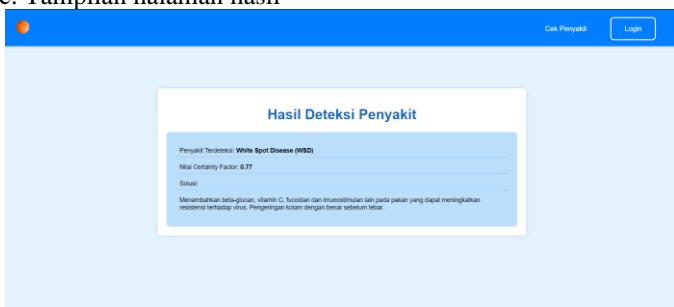 c. Tampilan halaman hasil
Cek Penyakit
Login
Hasil Deteksi Penyakit
Penyakit Terdeteksi: White Spot Disease (WSD)
Nilai Certainty Factor: 0.77
Solusi:
Menambahkan beta-glucan, vitamin C, fucoidan dan imunostimulan lain pada pakan yang dapat meningkatkan
resistensi terhadap virus. Pengeringan kolam dengan benar sebelum tebar.